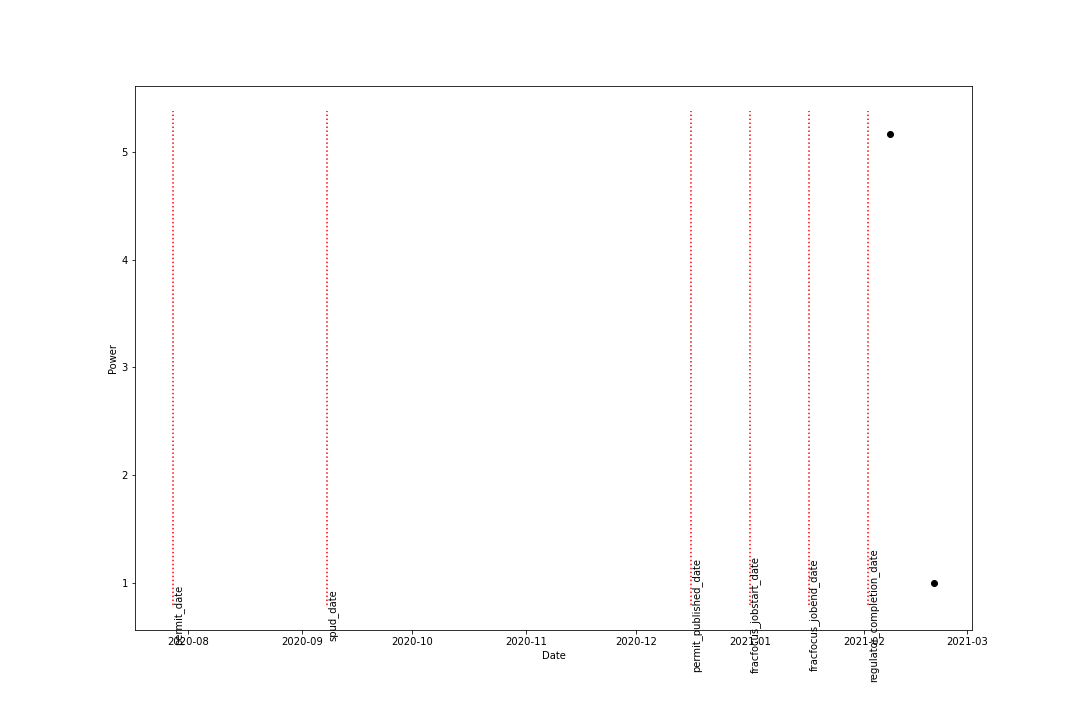 5
4
3
2
1
Power
permit_date
spud_date
permit_published_date
fracfocus_jobstart_date
fracfocus_jobend_date
regulator_completion_date
2020-08
2020-09
2020-10
2020-11
2020-12
2021-01
2021-02
2021-03
Date